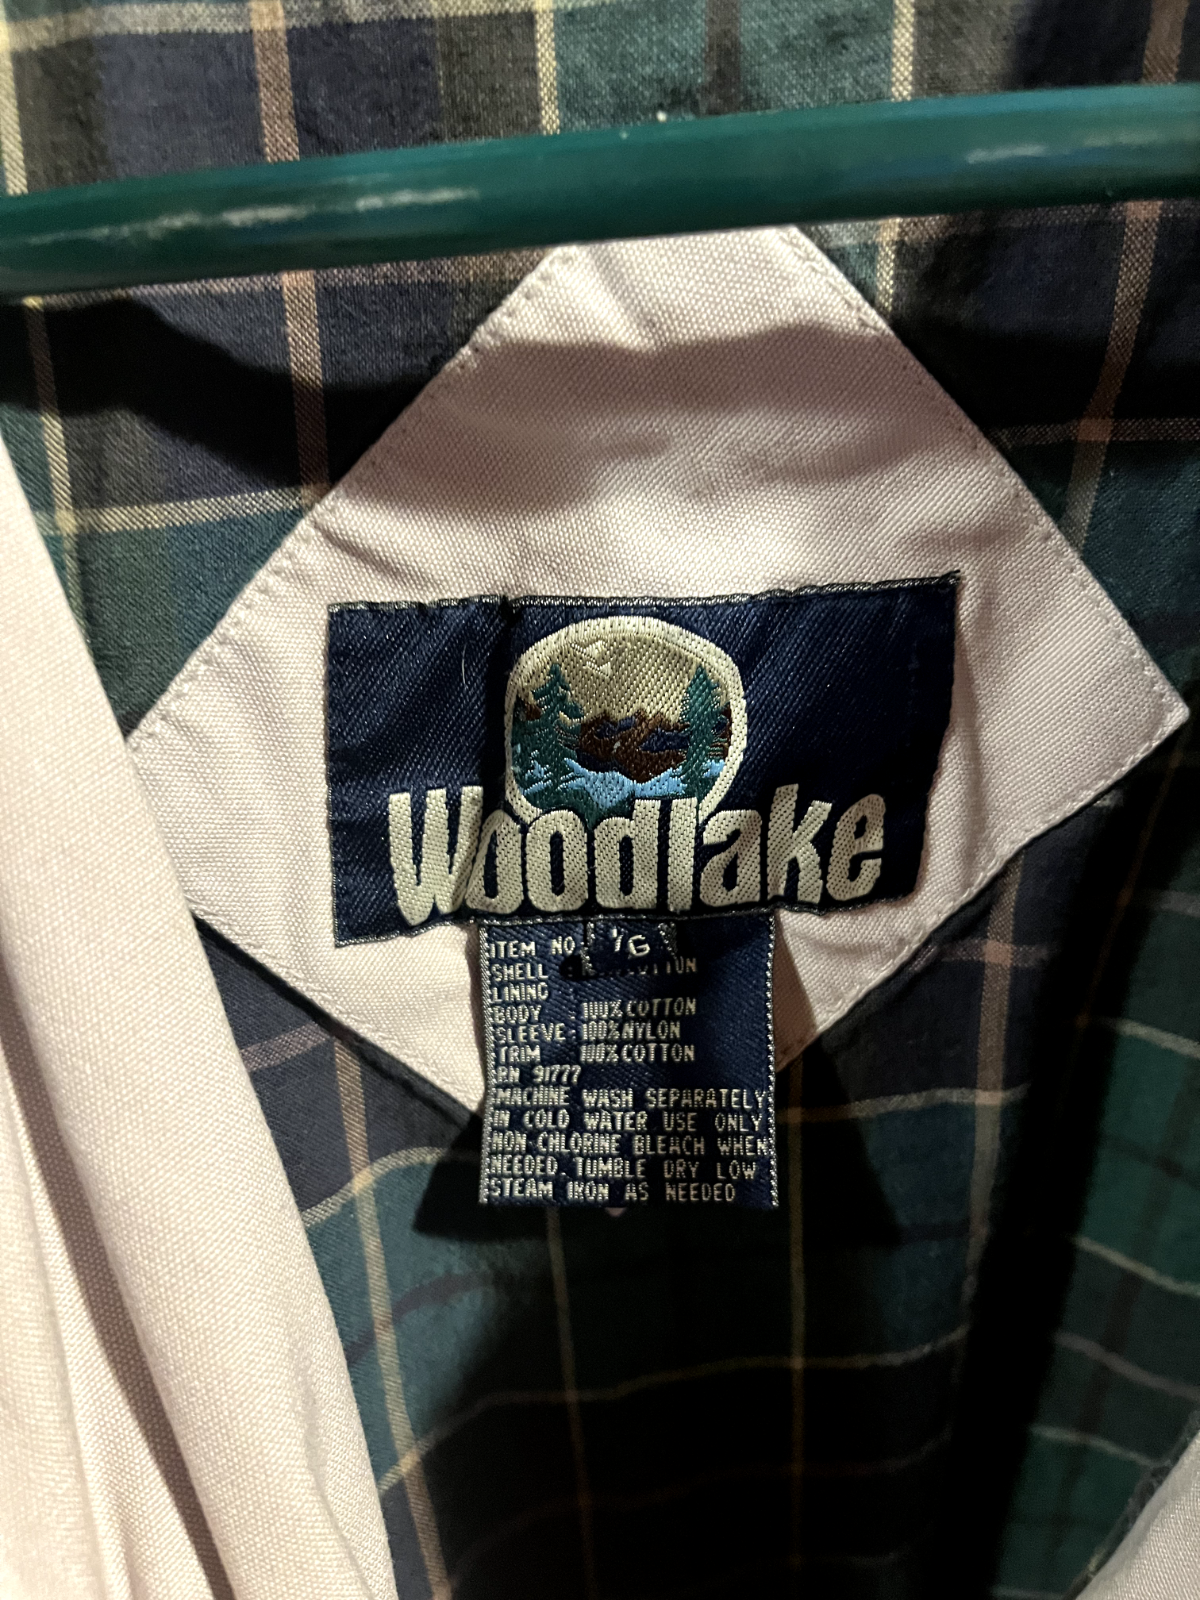 Woodlake
ITEM NO
SHELL COTTON
LINING
BODY 100% COTTON
SLEEVE 100% NYLON
TRIM 100% COTTON
RN 91777
MACHINE WASH SEPARATELY
IN COLD WATER USE ONLY
NON-CHLORINE BLEACH WHEN
NEEDED. TUMBLE DRY LOW
STEAM IRON AS NEEDED